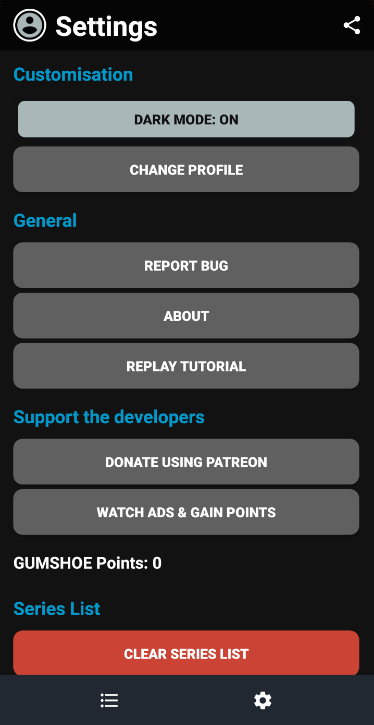 Settings
Customisation
DARK MODE: ON
CHANGE PROFILE
General
REPORT BUG
ABOUT
REPLAY TUTORIAL
Support the developers
DONATE USING PATREON
WATCH ADS & GAIN POINTS
GUMSHOE Points: 0
Series List
CLEAR SERIES LIST